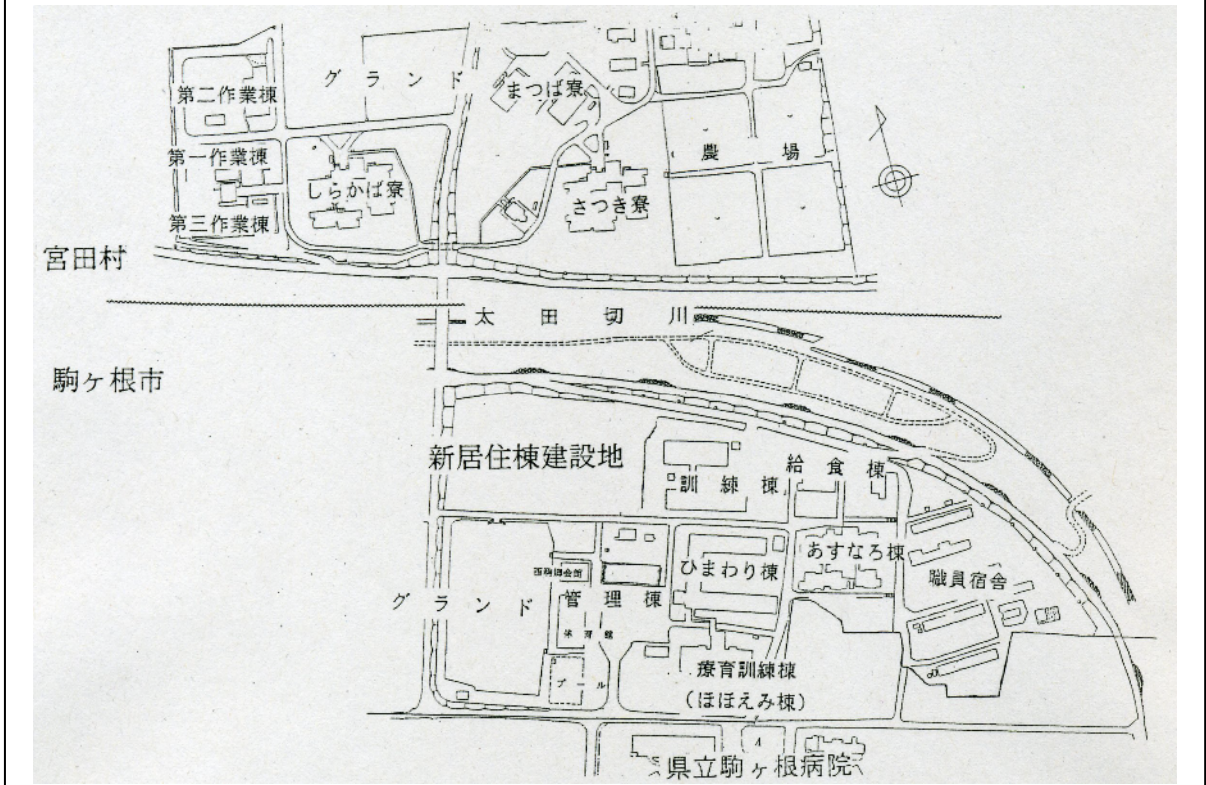 グランド
第二作業棟
まつば寮
第一作業棟
農場
しらかば寮
さつき寮
第三作業棟
宮田村
太田切川
駒ヶ根市
新居住棟建設地
給食棟
訓練棟
あすなろ棟
ひまわり棟
西駒郷会館
職員宿舎
グランド
管理棟
体育館
療育訓練棟
プール
(ほほえみ棟)
県立駒ヶ根病院